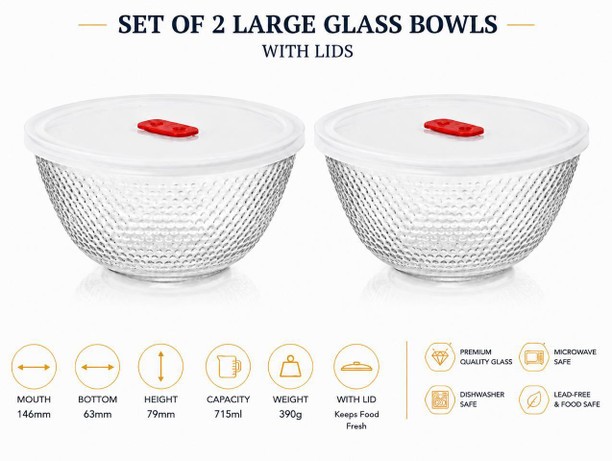 SET OF 2 LARGE GLASS BOWLS
WITH LIDS
MOUTH
146mm
BOTTOM
63mm
HEIGHT
79mm
CAPACITY
715ml
WEIGHT
390g
WITH LID
Keeps Food
Fresh
PREMIUM
QUALITY GLASS
MICROWAVE
SAFE
DISHWASHER
SAFE
LEAD-FREE
& FOOD SAFE